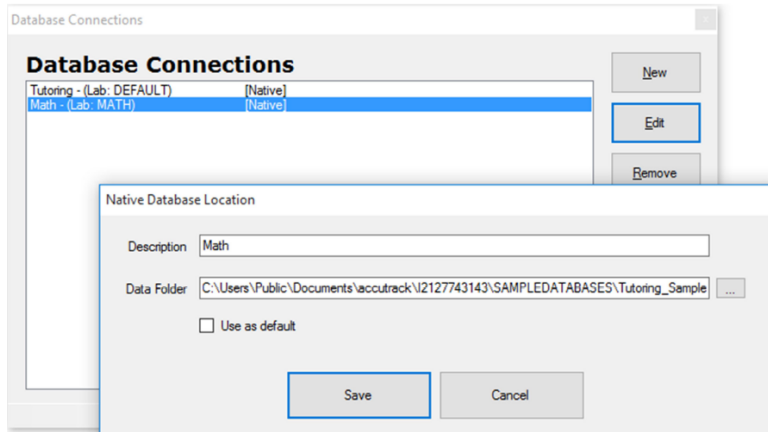 Database Connections
Database Connections
Tutoring - (Lab: DEFAULT) [Native]
Math - (Lab: MATH) [Native]
New
Edit
Remove
Native Database Location
Description Math
Data Folder C:\Users\Public\Documents\accutrack\I2127743143\SAMPLEDATABASES\Tutoring_Sample ...
Use as default
Save Cancel